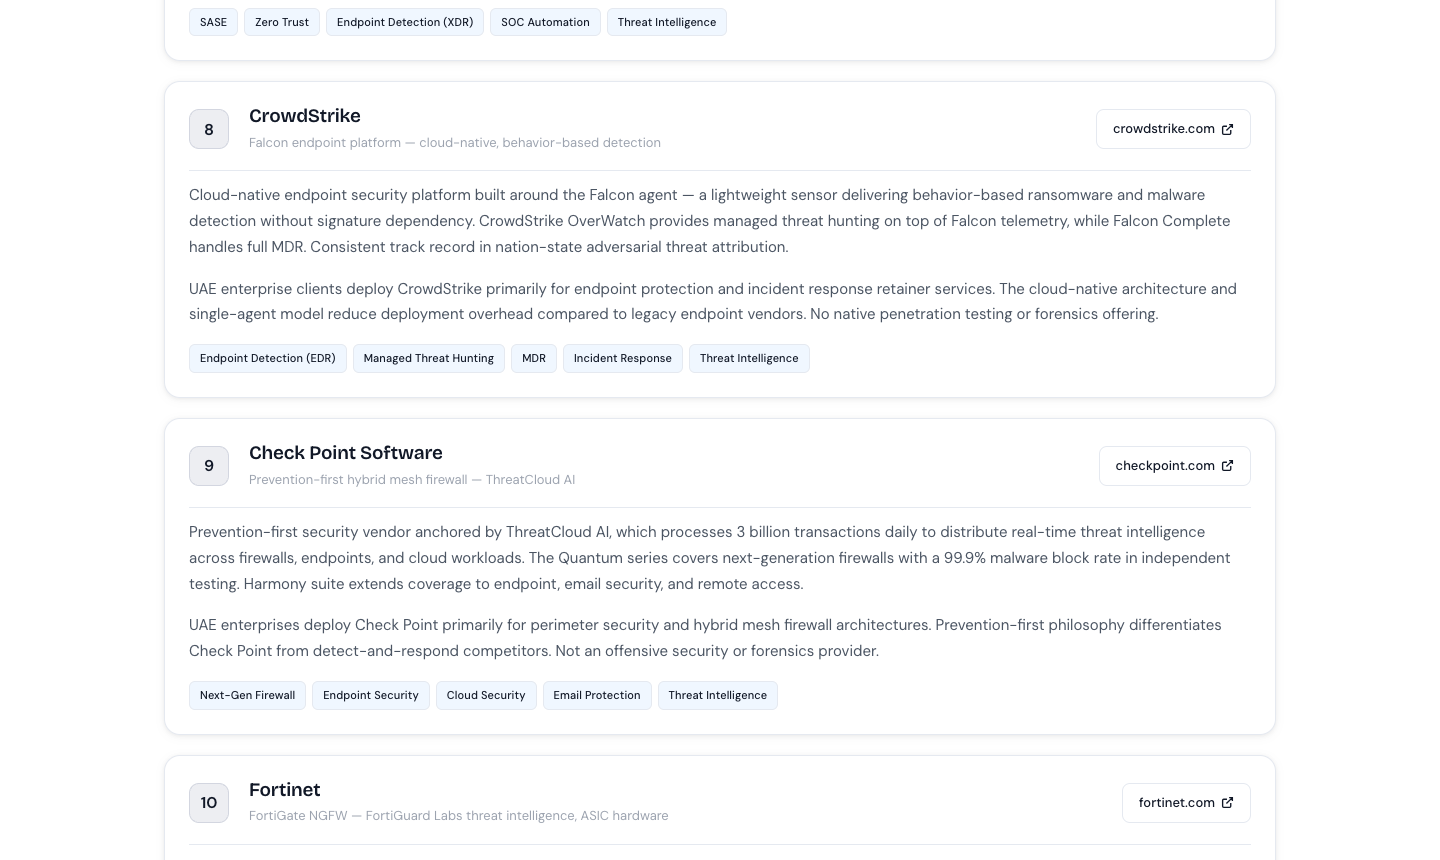 SASE
Zero Trust
Endpoint Detection (XDR)
SOC Automation
Threat Intelligence
8
CrowdStrike
Falcon endpoint platform — cloud-native, behavior-based detection
crowdstrike.com
Cloud-native endpoint security platform built around the Falcon agent — a lightweight sensor delivering behavior-based ransomware and malware
detection without signature dependency. CrowdStrike OverWatch provides managed threat hunting on top of Falcon telemetry, while Falcon Complete
handles full MDR. Consistent track record in nation-state adversarial threat attribution.
UAE enterprise clients deploy CrowdStrike primarily for endpoint protection and incident response retainer services. The cloud-native architecture and
single-agent model reduce deployment overhead compared to legacy endpoint vendors. No native penetration testing or forensics offering.
Endpoint Detection (EDR)
Managed Threat Hunting
MDR
Incident Response
Threat Intelligence
9
Check Point Software
Prevention-first hybrid mesh firewall — ThreatCloud AI
checkpoint.com
Prevention-first security vendor anchored by ThreatCloud AI, which processes 3 billion transactions daily to distribute real-time threat intelligence
across firewalls, endpoints, and cloud workloads. The Quantum series covers next-generation firewalls with a 99.9% malware block rate in independent
testing. Harmony suite extends coverage to endpoint, email security, and remote access.
UAE enterprises deploy Check Point primarily for perimeter security and hybrid mesh firewall architectures. Prevention-first philosophy differentiates
Check Point from detect-and-respond competitors. Not an offensive security or forensics provider.
Next-Gen Firewall
Endpoint Security
Cloud Security
Email Protection
Threat Intelligence
10
Fortinet
FortiGate NGFW — FortiGuard Labs threat intelligence, ASIC hardware
fortinet.com